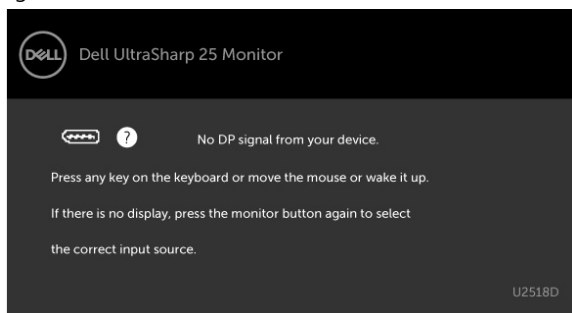 DELL Dell UltraSharp 25 Monitor
? No DP signal from your device.
Press any key on the keyboard or move the mouse or wake it up.
If there is no display, press the monitor button again to select
the correct input source.
U2518D